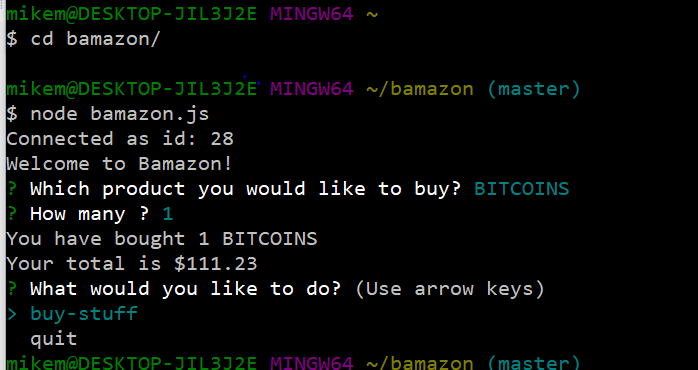 mikem@DESKTOP-JIL3J2E MINGW64 ~
$ cd bamazon/
mikem@DESKTOP-JIL3J2E MINGW64 ~/bamazon (master)
$ node bamazon.js
Connected as id: 28
Welcome to Bamazon!
? Which product you would like to buy? BITCOINS
? How many ? 1
You have bought 1 BITCOINS
Your total is $111.23
? What would you like to do? (Use arrow keys)
> buy-stuff
quit
mikem@DESKTOP-JIL3J2E MINGW64 ~/bamazon (master)